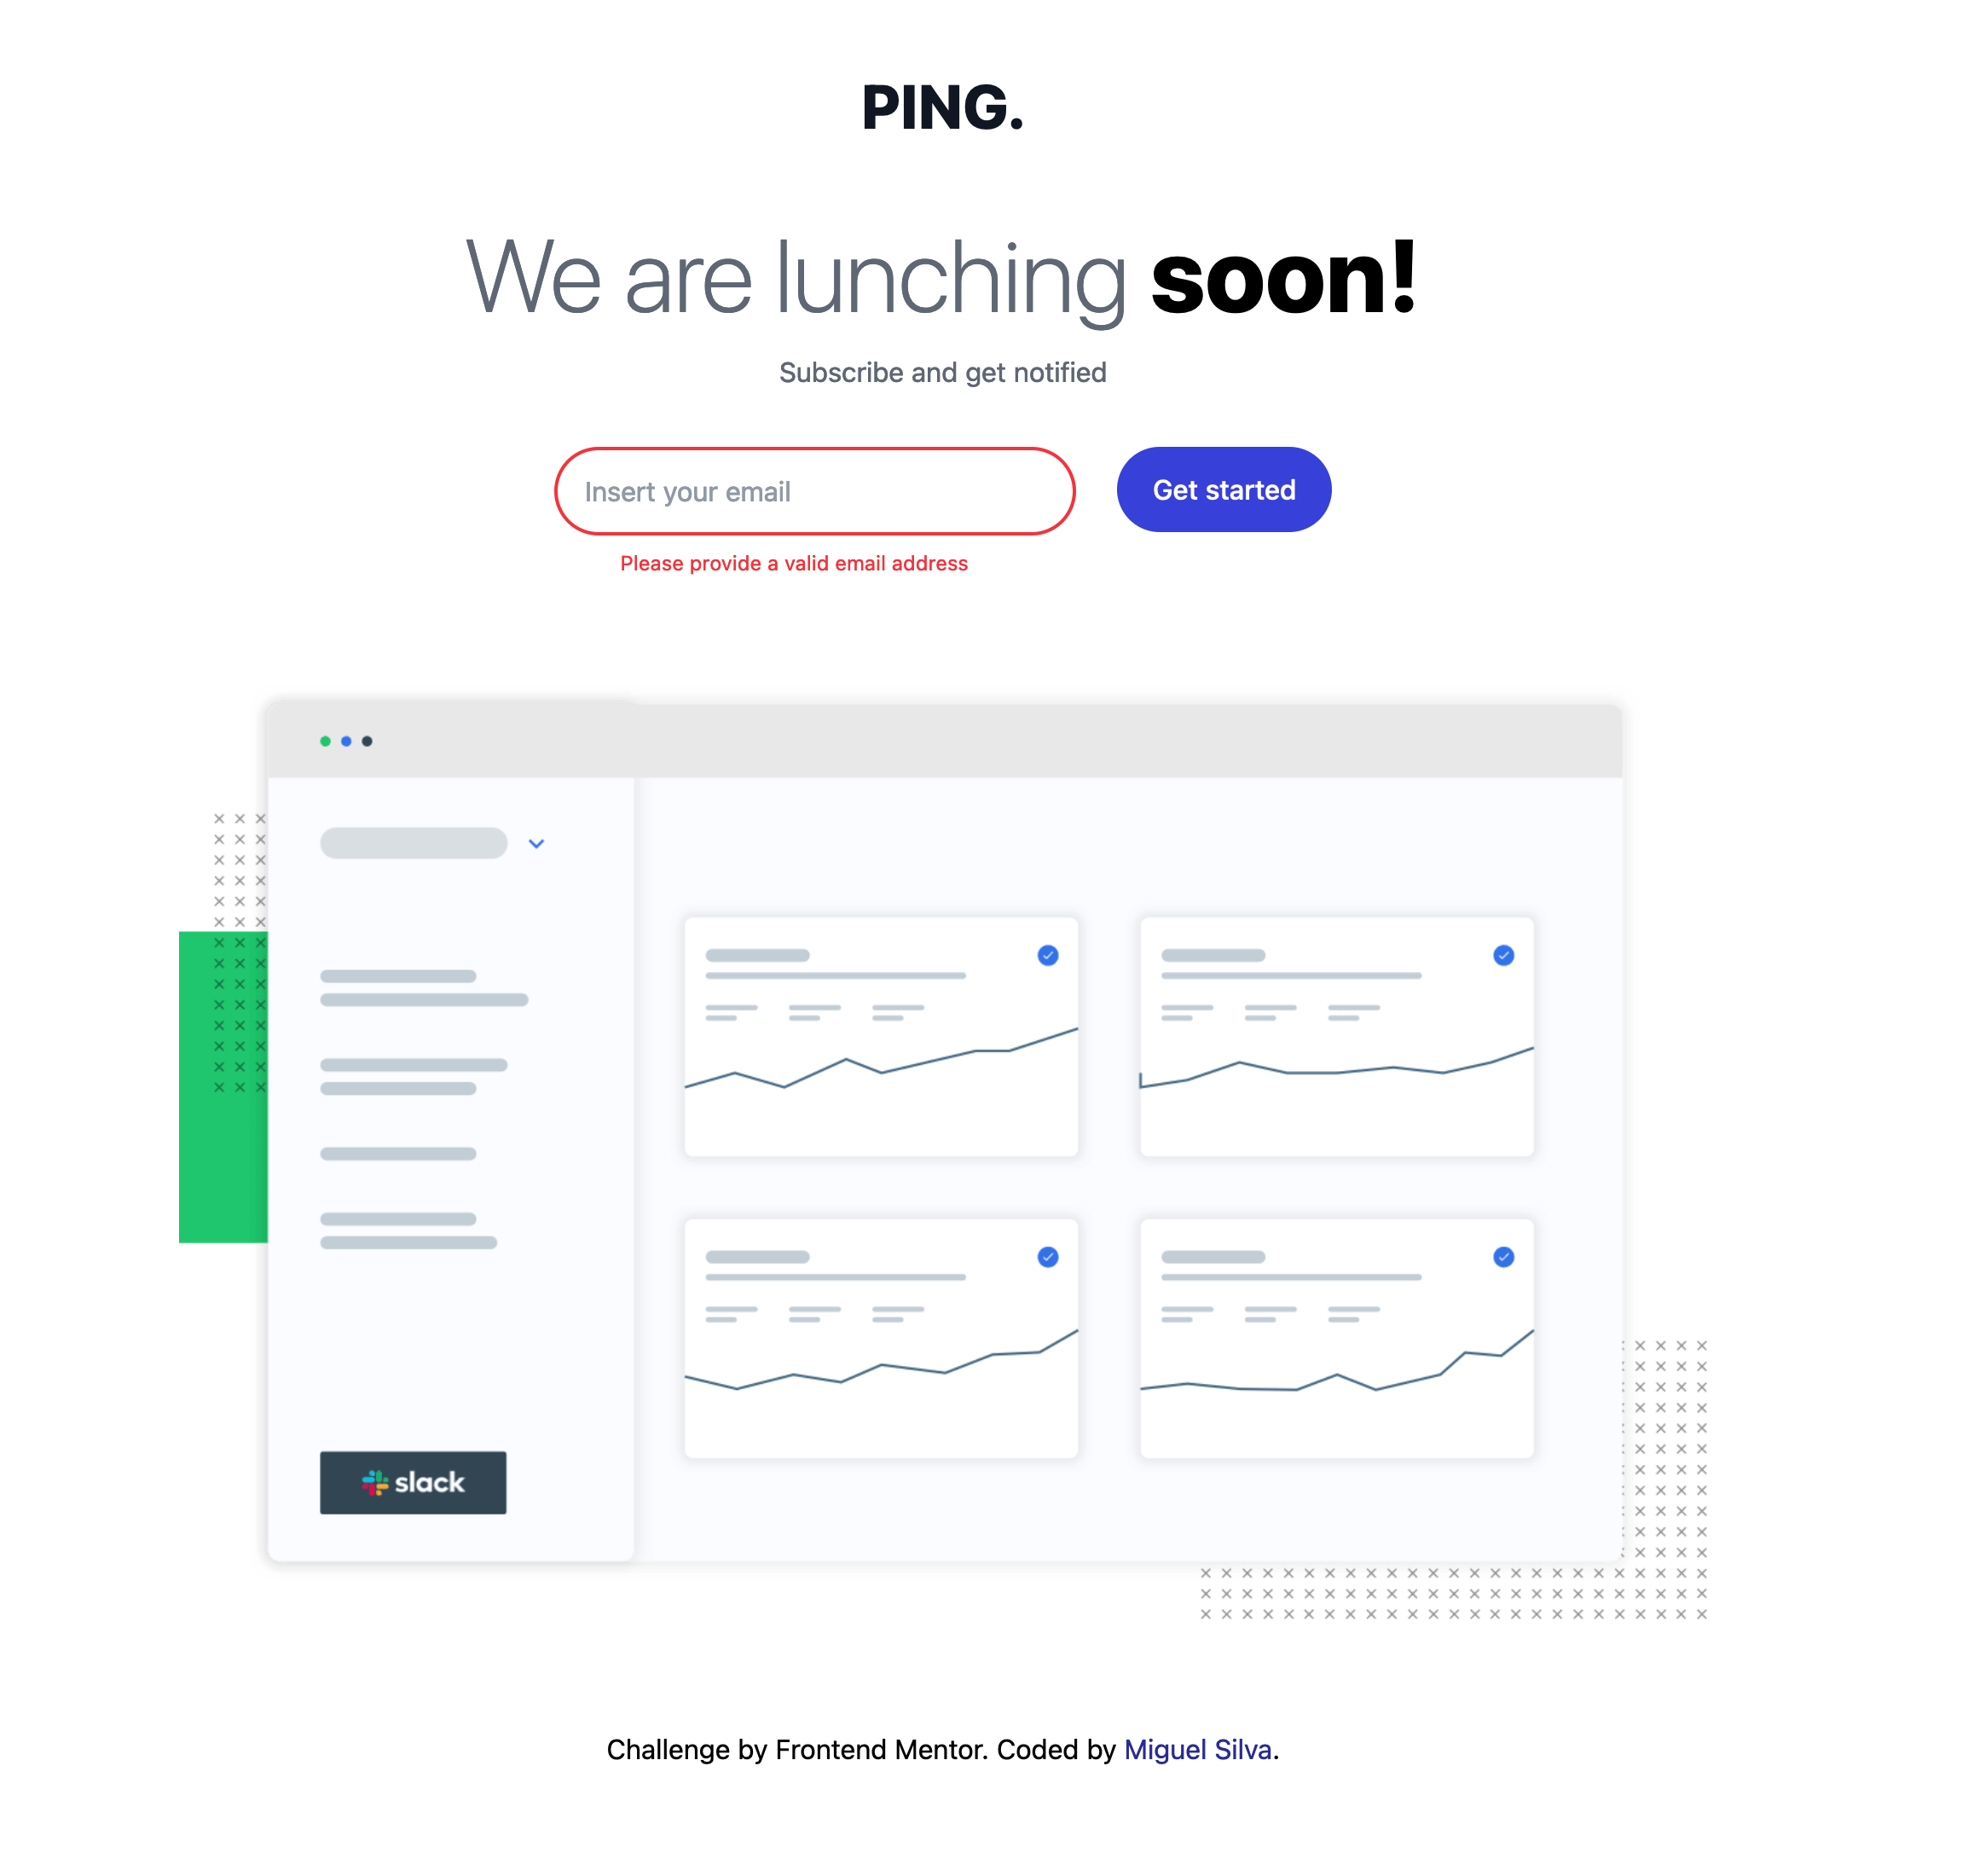 PING.
We are lunching soon!
Subscribe and get notified
Insert your email
Get started
Please provide a valid email address
slack
Challenge by Frontend Mentor. Coded by Miguel Silva.